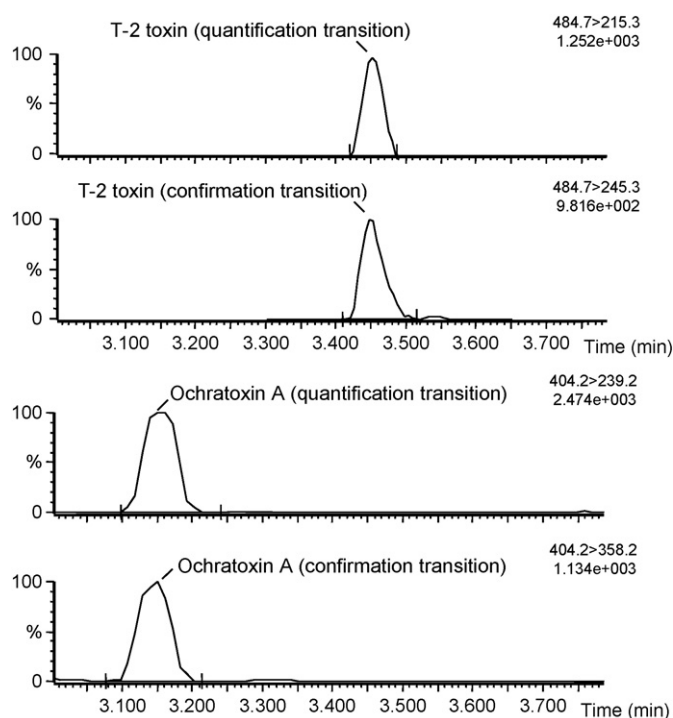 T-2 toxin (quantification transition)
484.7>215.3
1.252e+003
100
%
0
T-2 toxin (confirmation transition)
484.7>245.3
9.816e+002
100
%
0
3.100 3.200 3.300 3.400 3.500 3.600 3.700 Time (min)
Ochratoxin A (quantification transition)
404.2>239.2
2.474e+003
100
%
0
Ochratoxin A (confirmation transition)
404.2>358.2
1.134e+003
100
%
0
3.100 3.200 3.300 3.400 3.500 3.600 3.700 Time (min)